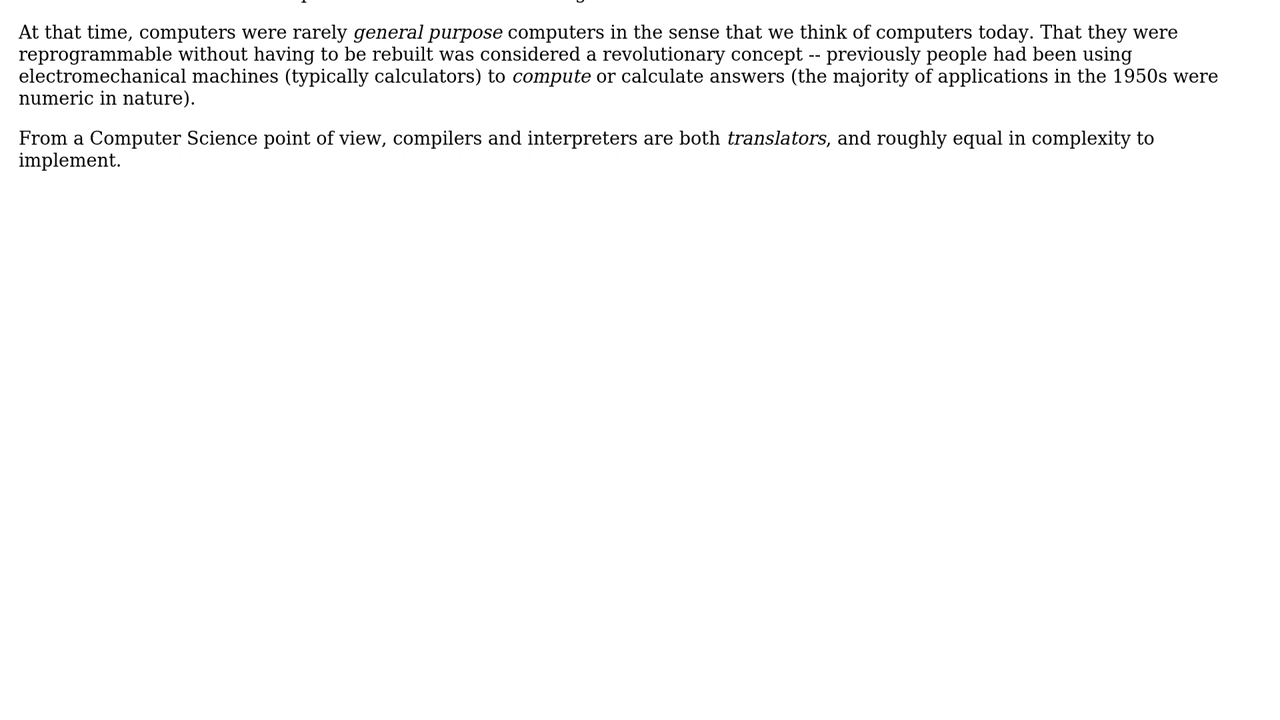 At that time, computers were rarely general purpose computers in the sense that we think of computers today. That they were
reprogrammable without having to be rebuilt was considered a revolutionary concept -- previously people had been using
electromechanical machines (typically calculators) to compute or calculate answers (the majority of applications in the 1950s were
numeric in nature).
From a Computer Science point of view, compilers and interpreters are both translators, and roughly equal in complexity to
implement.